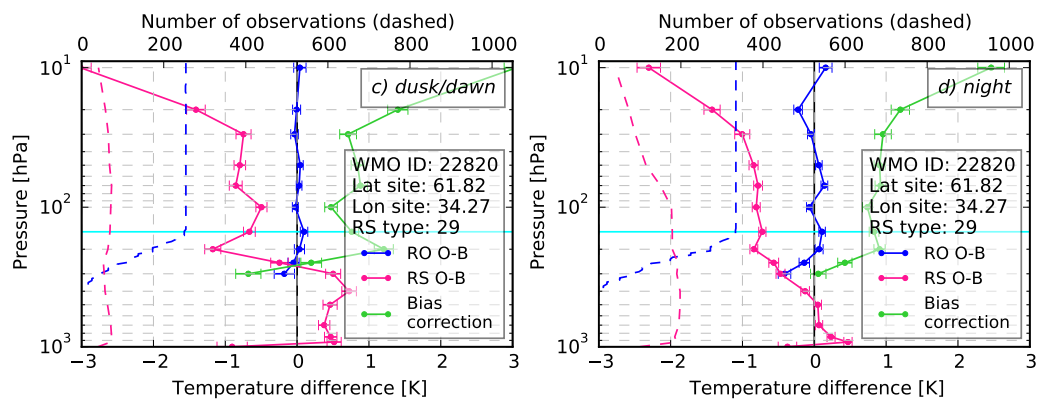 Number of observations (dashed)
0 200 400 600 800 1000
c) dusk/dawn
WMO ID: 22820
Lat site: 61.82
Lon site: 34.27
RS type: 29
RO O-B
RS O-B
Bias
correction
10¹
10²
10³
Pressure [hPa]
−3 −2 −1 0 1 2 3
Temperature difference [K]
Number of observations (dashed)
0 200 400 600 800 1000
d) night
WMO ID: 22820
Lat site: 61.82
Lon site: 34.27
RS type: 29
RO O-B
RS O-B
Bias
correction
10¹
10²
10³
Pressure [hPa]
−3 −2 −1 0 1 2 3
Temperature difference [K]